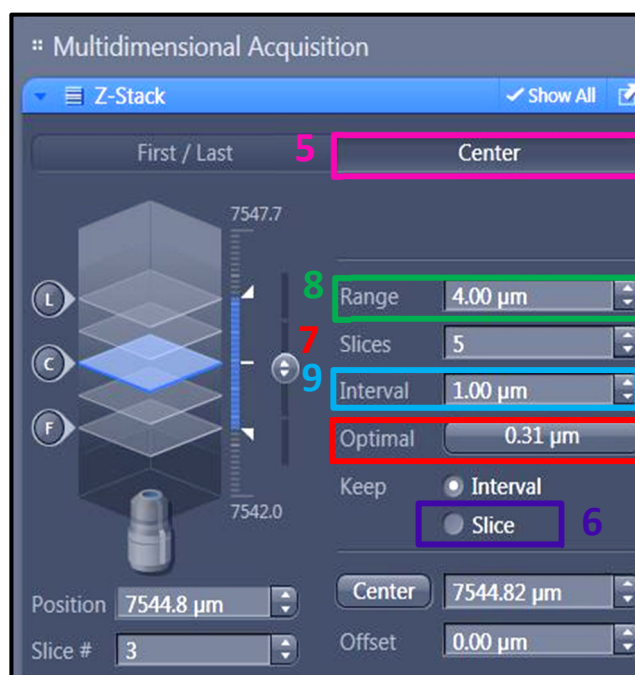 Multidimensional Acquisition
Z-Stack
Show All
First / Last
5
Center
7547.7
L
C
F
7542.0
8
Range
4.00 µm
7
Slices
5
9
Interval
1.00 µm
Optimal
0.31 µm
Keep
Interval
Slice
6
Position
7544.8 µm
Center
7544.82 µm
Slice #
3
Offset
0.00 µm